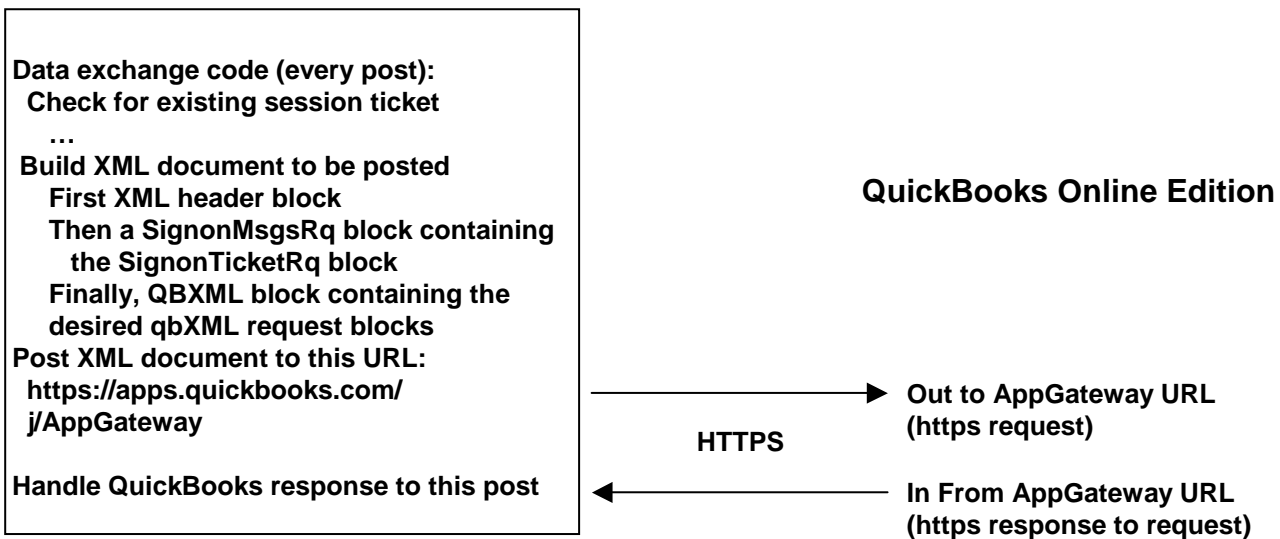 Data exchange code (every post):
Check for existing session ticket
…
Build XML document to be posted
First XML header block
Then a SignonMsgsRq block containing
the SignonTicketRq block
Finally, QBXML block containing the
desired qbXML request blocks
Post XML document to this URL:
https://apps.quickbooks.com/
j/AppGateway
Handle QuickBooks response to this post
QuickBooks Online Edition
HTTPS
Out to AppGateway URL
(https request)
In From AppGateway URL
(https response to request)